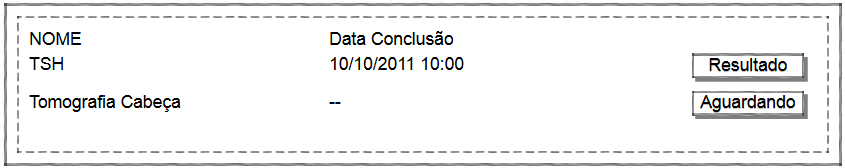 NOME Data Conclusão
TSH 10/10/2011 10:00 Resultado
Tomografia Cabeça -- Aguardando